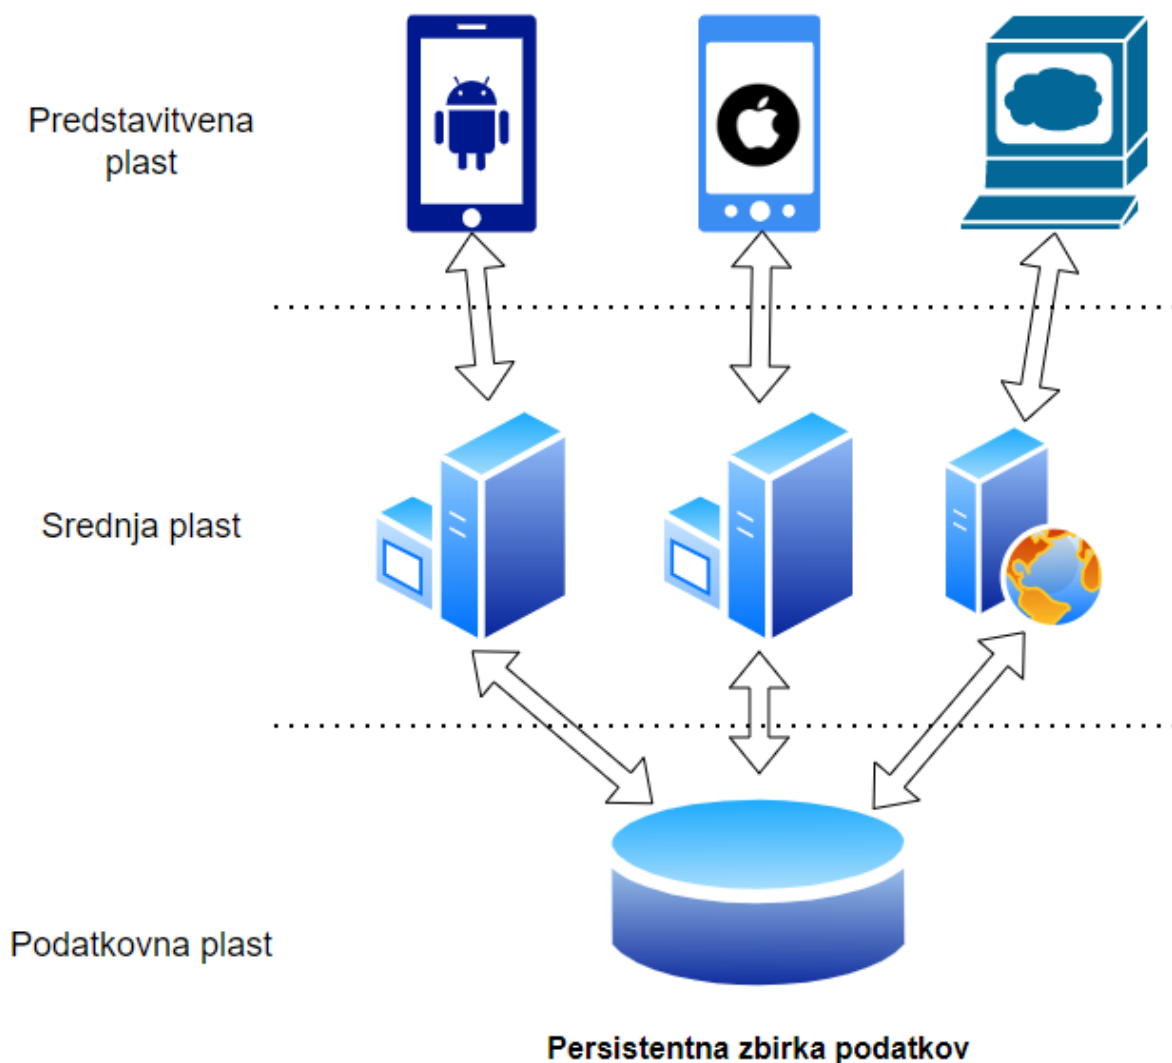 Predstavitvena
plast
Srednja plast
Podatkovna plast
Persistentna zbirka podatkov